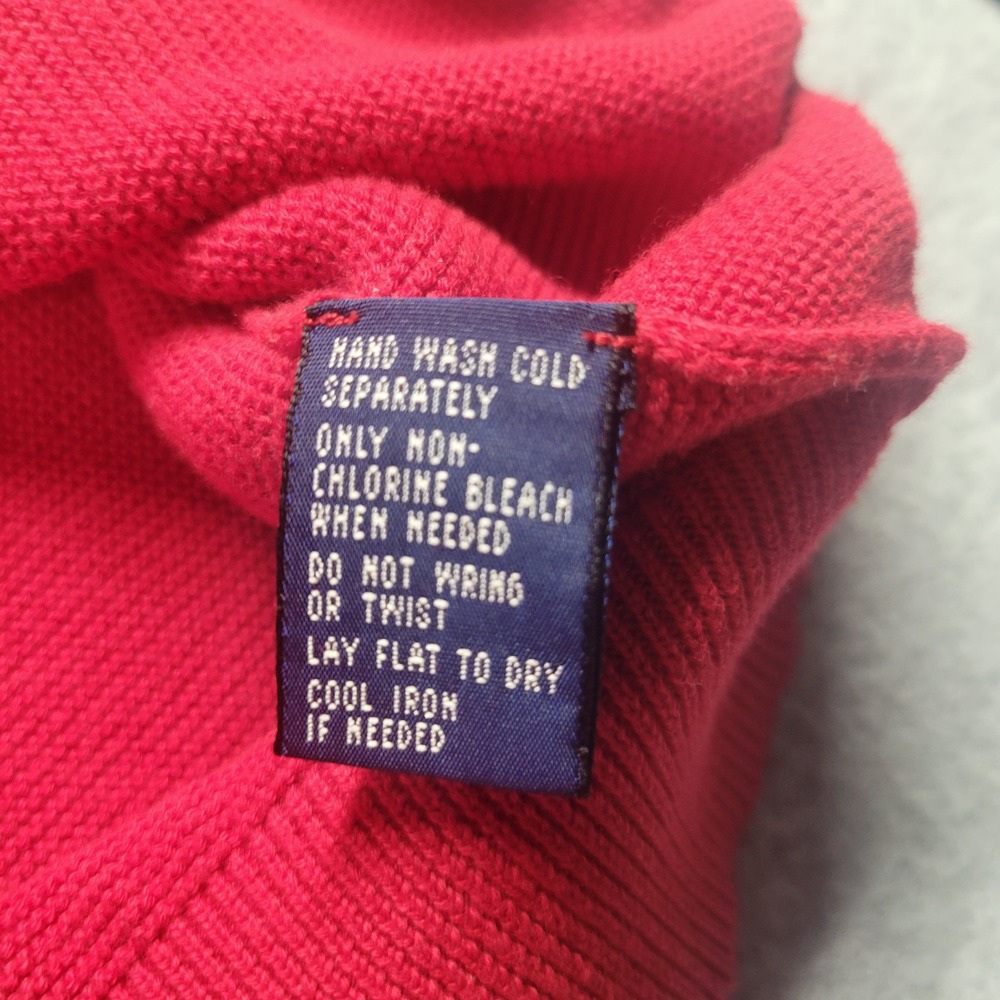 HAND WASH COLD
SEPARATELY
ONLY NON-
CHLORINE BLEACH
WHEN NEEDED
DO NOT WRING
OR TWIST
LAY FLAT TO DRY
COOL IRON
IF NEEDED